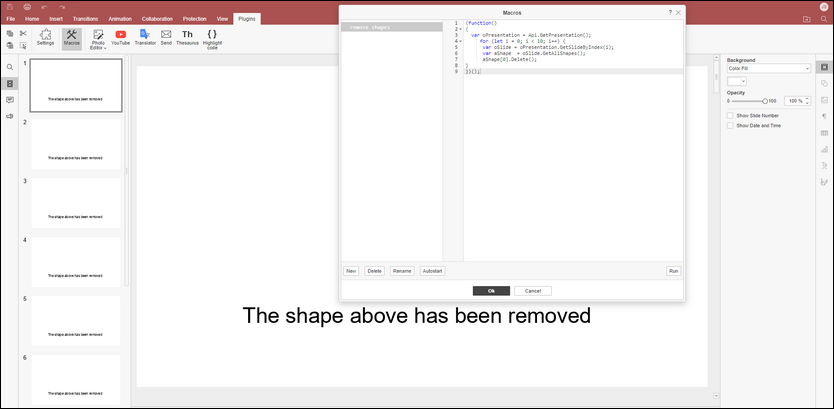 JB
File Home Insert Transitions Animation Collaboration Protection View Plugins
Settings Macros Photo Editor YouTube Translator Send Thesaurus Highlight code
Macros
?
remove shapes
1 (function()
2 {
3 var oPresentation = Api.GetPresentation();
4 for (let i = 0; i < 10; i++) {
5 var oSlize = oPresentation.GetSlideByIndex(i);
6 var aShape = oSlize.GetAllShapes();
7 aShape[0].Delete();
8 }
9 })();
New Delete Rename Autostart Run
Ok Cancel
1 The shape above has been removed
2 The shape above has been removed
3 The shape above has been removed
4 The shape above has been removed
5 The shape above has been removed
6 The shape above has been removed
The shape above has been removed
Background
Color Fill
Opacity
0 100 100 %
Show Slide Number
Show Date and Time